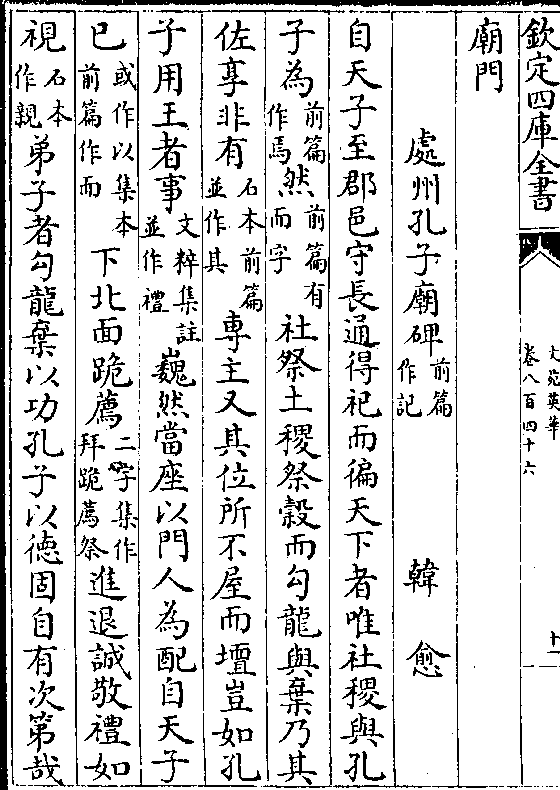 欽定四庫全書
文苑英華
卷八百四十六
十
廟門
處州孔子廟碑前篇作記 韓愈
自天子至郡邑守長通得祀而徧天下者唯社稷與孔
子為前篇作焉然前篇有而字社祭土稷祭穀而勾龍與棄乃其
佐享非有石本前篇並作其專主又其位所不屋而壇豈如孔
子用王者事文粹集註並作禮巍然當座以門人為配自天子
已或作以集本前篇作而下北面跪薦二字集作拜跪薦祭進退誠敬禮如
視石本作親弟子者勾龍棄以功孔子以德固自有次第哉